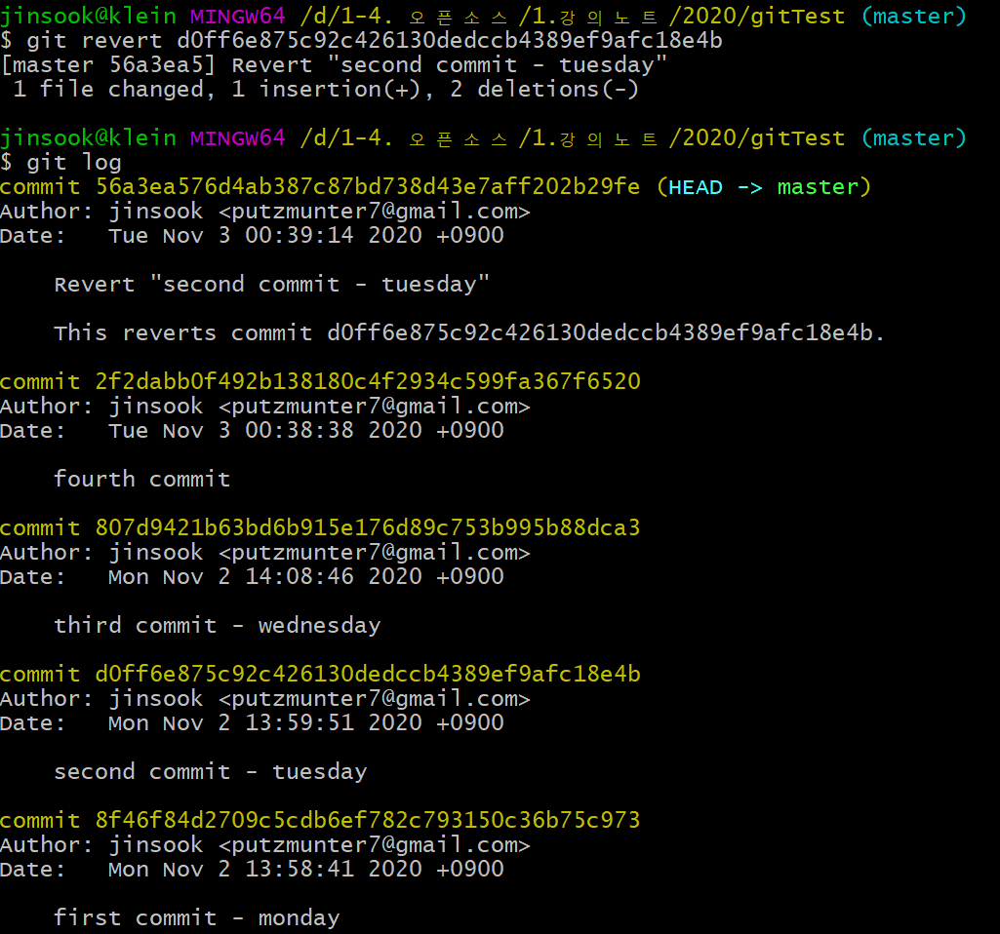 jinsook@klein MINGW64 /d/1-4. 오픈소스/1.강의노트/2020/gitTest (master)
$ git revert d0ff6e875c92c426130dedccb4389ef9afc18e4b
[master 56a3ea5] Revert "second commit - tuesday"
 1 file changed, 1 insertion(+), 2 deletions(-)

jinsook@klein MINGW64 /d/1-4. 오픈소스/1.강의노트/2020/gitTest (master)
$ git log
commit 56a3ea576d4ab387c87bd738d43e7aff202b29fe (HEAD -> master)
Author: jinsook <putzmunter7@gmail.com>
Date:   Tue Nov 3 00:39:14 2020 +0900

    Revert "second commit - tuesday"

    This reverts commit d0ff6e875c92c426130dedccb4389ef9afc18e4b.

commit 2f2dabb0f492b138180c4f2934c599fa367f6520
Author: jinsook <putzmunter7@gmail.com>
Date:   Tue Nov 3 00:38:38 2020 +0900

    fourth commit

commit 807d9421b63bd6b915e176d89c753b995b88dca3
Author: jinsook <putzmunter7@gmail.com>
Date:   Mon Nov 2 14:08:46 2020 +0900

    third commit - wednesday

commit d0ff6e875c92c426130dedccb4389ef9afc18e4b
Author: jinsook <putzmunter7@gmail.com>
Date:   Mon Nov 2 13:59:51 2020 +0900

    second commit - tuesday

commit 8f46f84d2709c5cdb6ef782c793150c36b75c973
Author: jinsook <putzmunter7@gmail.com>
Date:   Mon Nov 2 13:58:41 2020 +0900

    first commit - monday